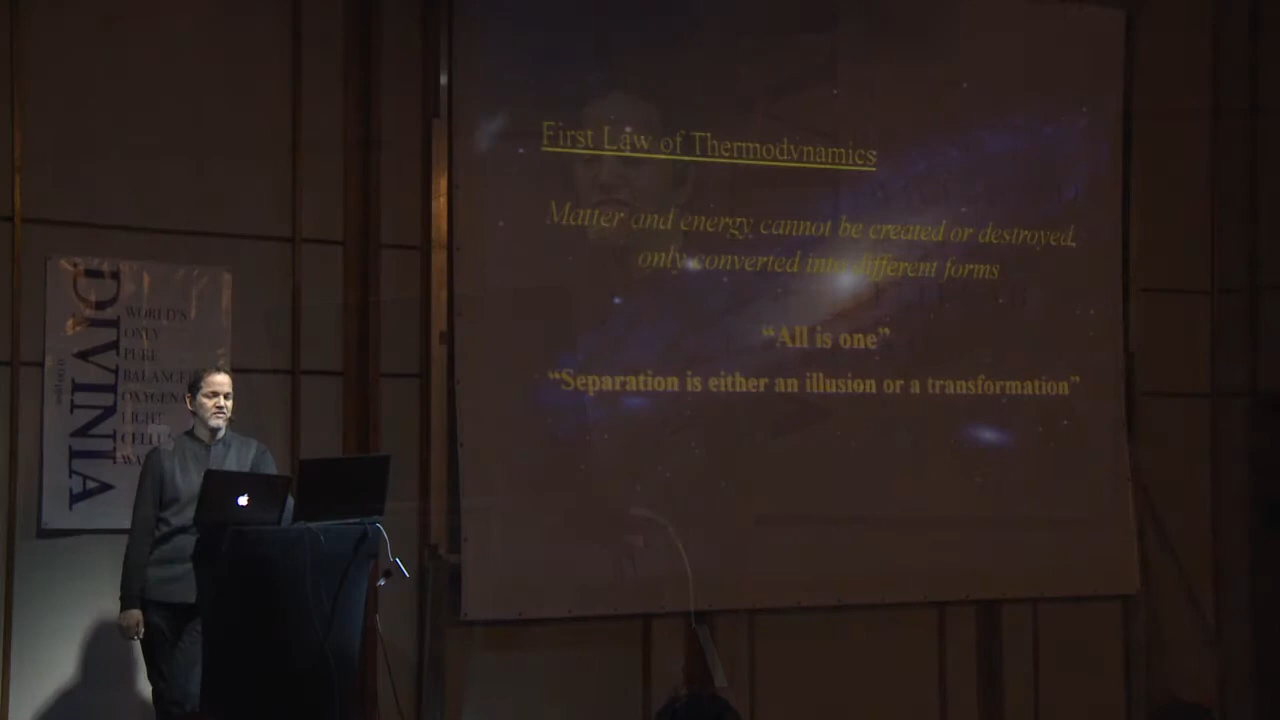 First Law of Thermodynamics
Matter and energy cannot be created or destroyed,
only converted into different forms
“All is one”
“Separation is either an illusion or a transformation”
DIVINIA
WORLD'S
ONLY
PURE
BALANCE
OXYGENA
LIGHT
CELLU
WA